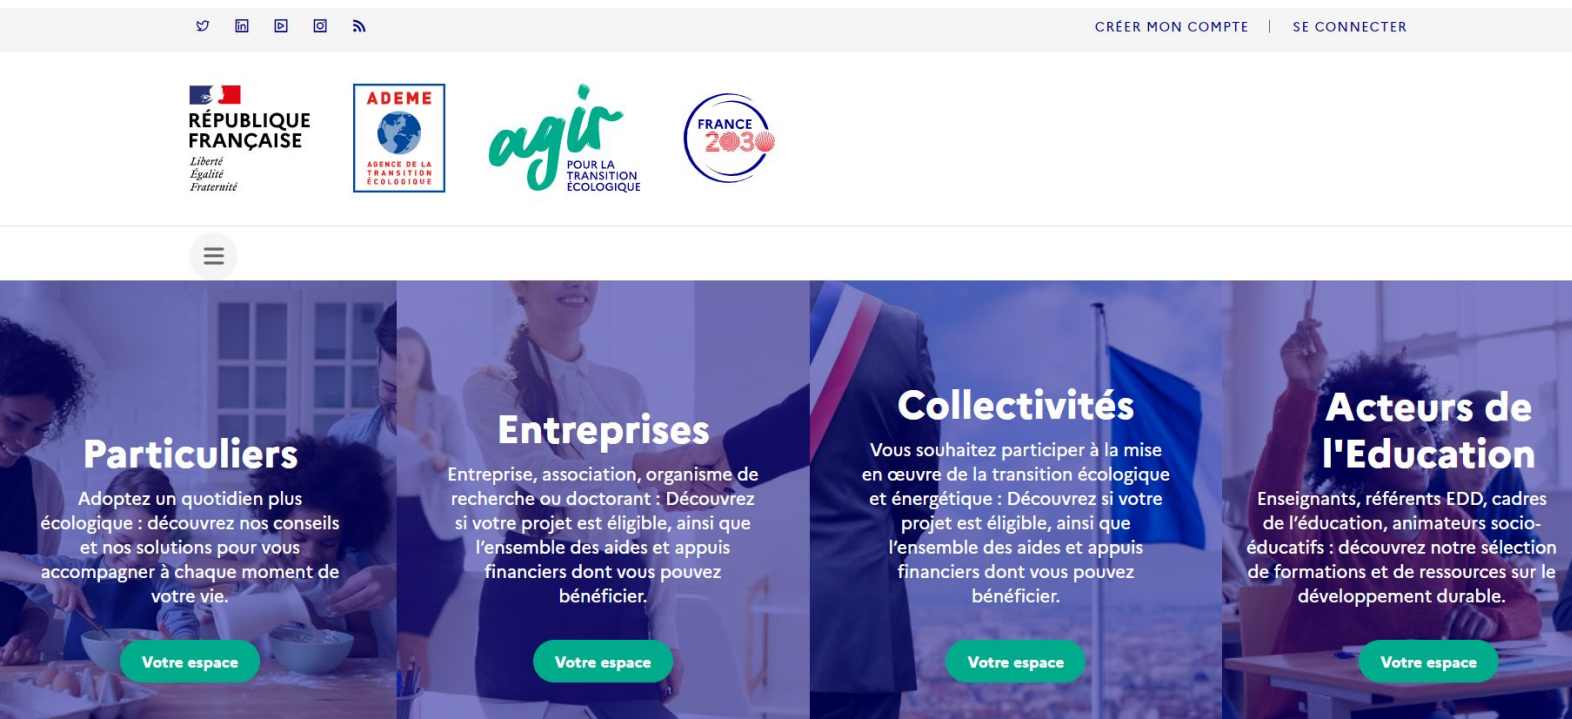 CRÉER MON COMPTE | SE CONNECTER
RÉPUBLIQUE
FRANÇAISE
Liberté
Égalité
Fraternité
ADEME
AGENCE DE LA
TRANSITION
ÉCOLOGIQUE
agir
POUR LA
TRANSITION
ÉCOLOGIQUE
FRANCE
2030
Particuliers
Adoptez un quotidien plus
écologique : découvrez nos conseils
et nos solutions pour vous
accompagner à chaque moment de
votre vie.
Votre espace
Entreprises
Entreprise, association, organisme de
recherche ou doctorant : Découvrez
si votre projet est éligible, ainsi que
l’ensemble des aides et appuis
financiers dont vous pouvez
bénéficier.
Votre espace
Collectivités
Vous souhaitez participer à la mise
en œuvre de la transition écologique
et énergétique : Découvrez si votre
projet est éligible, ainsi que
l’ensemble des aides et appuis
financiers dont vous pouvez
bénéficier.
Votre espace
Acteurs de
l'Education
Enseignants, référents EDD, cadres
de l’éducation, animateurs socio-
éducatifs : découvrez notre sélection
de formations et de ressources sur le
développement durable.
Votre espace